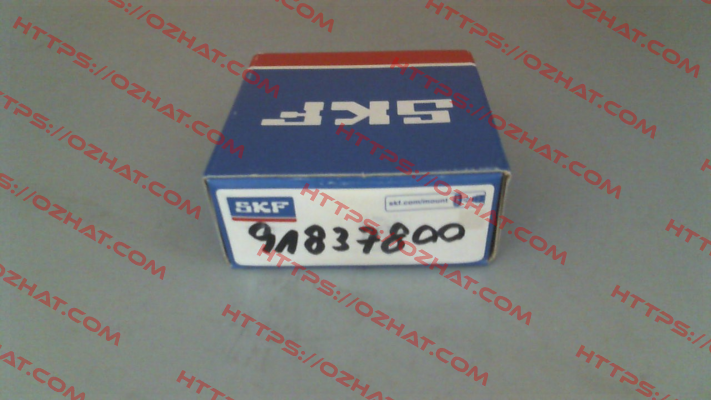 SKF
SKF
skf.com/mount
91837800
HTTPS://OZHAT.COM